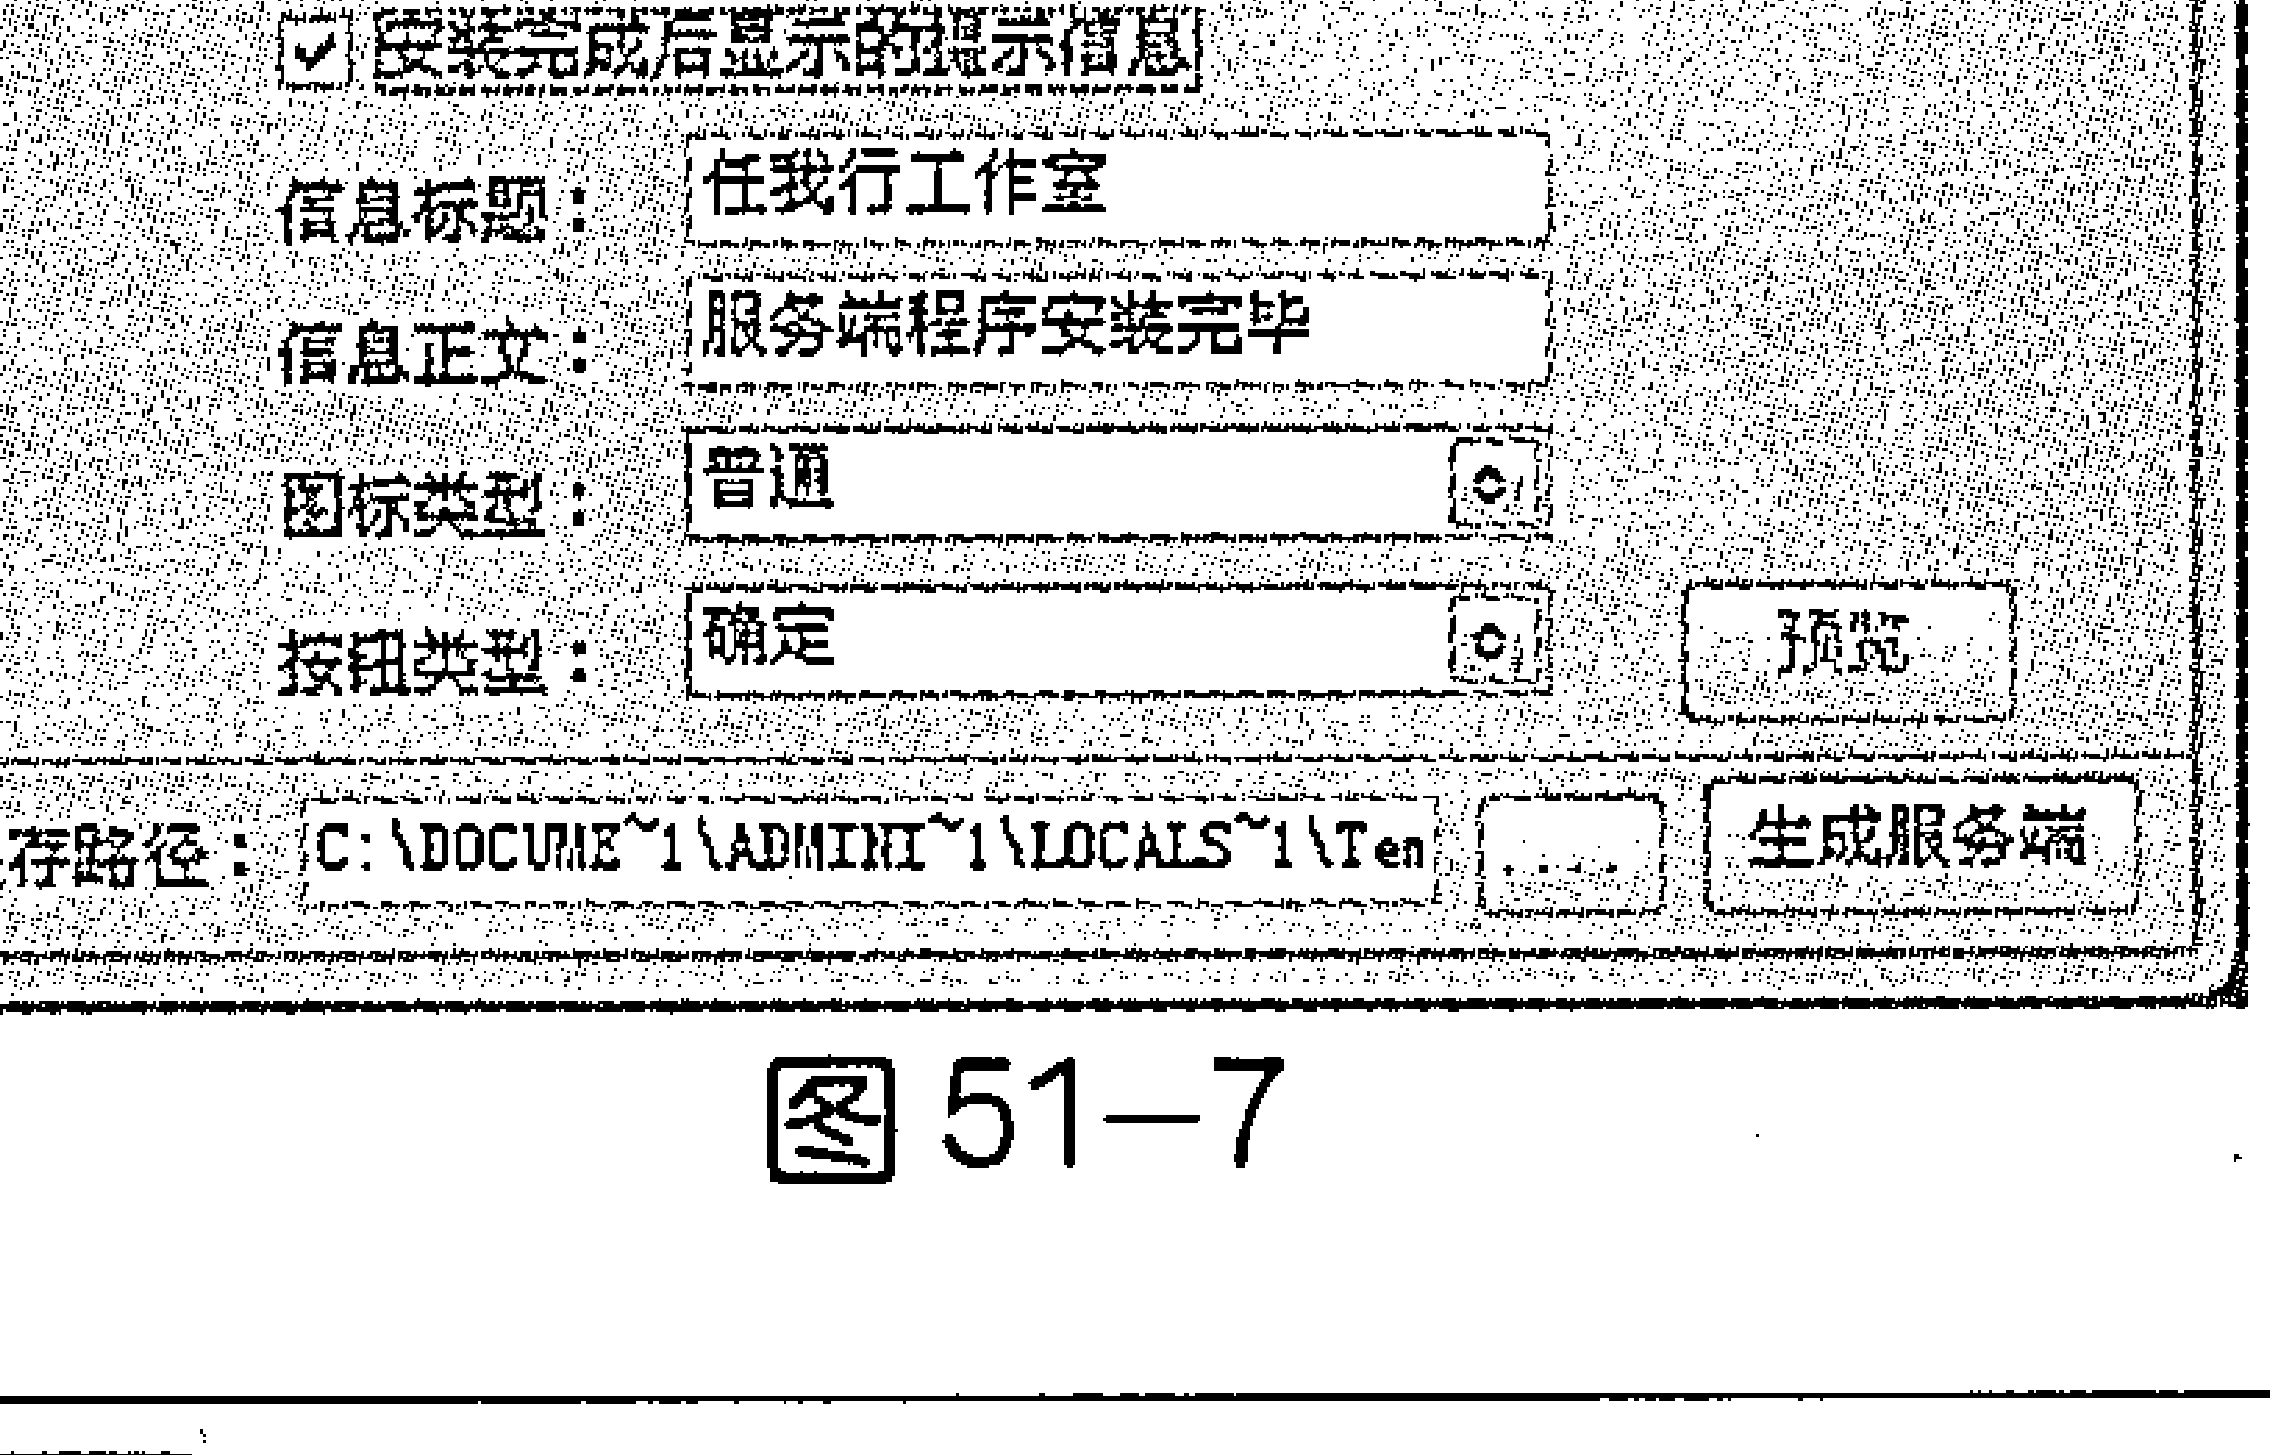 安装完成后显示的提示信息
信息标题：
任我行工作室
信息正文：
服务端程序安装完毕
图标类型：
普通
按钮类型：
确定
预览
存路径：
C:\DOCUME~1\ADMINI~1\LOCALS~1\Tem
....
生成服务端
图 51-7